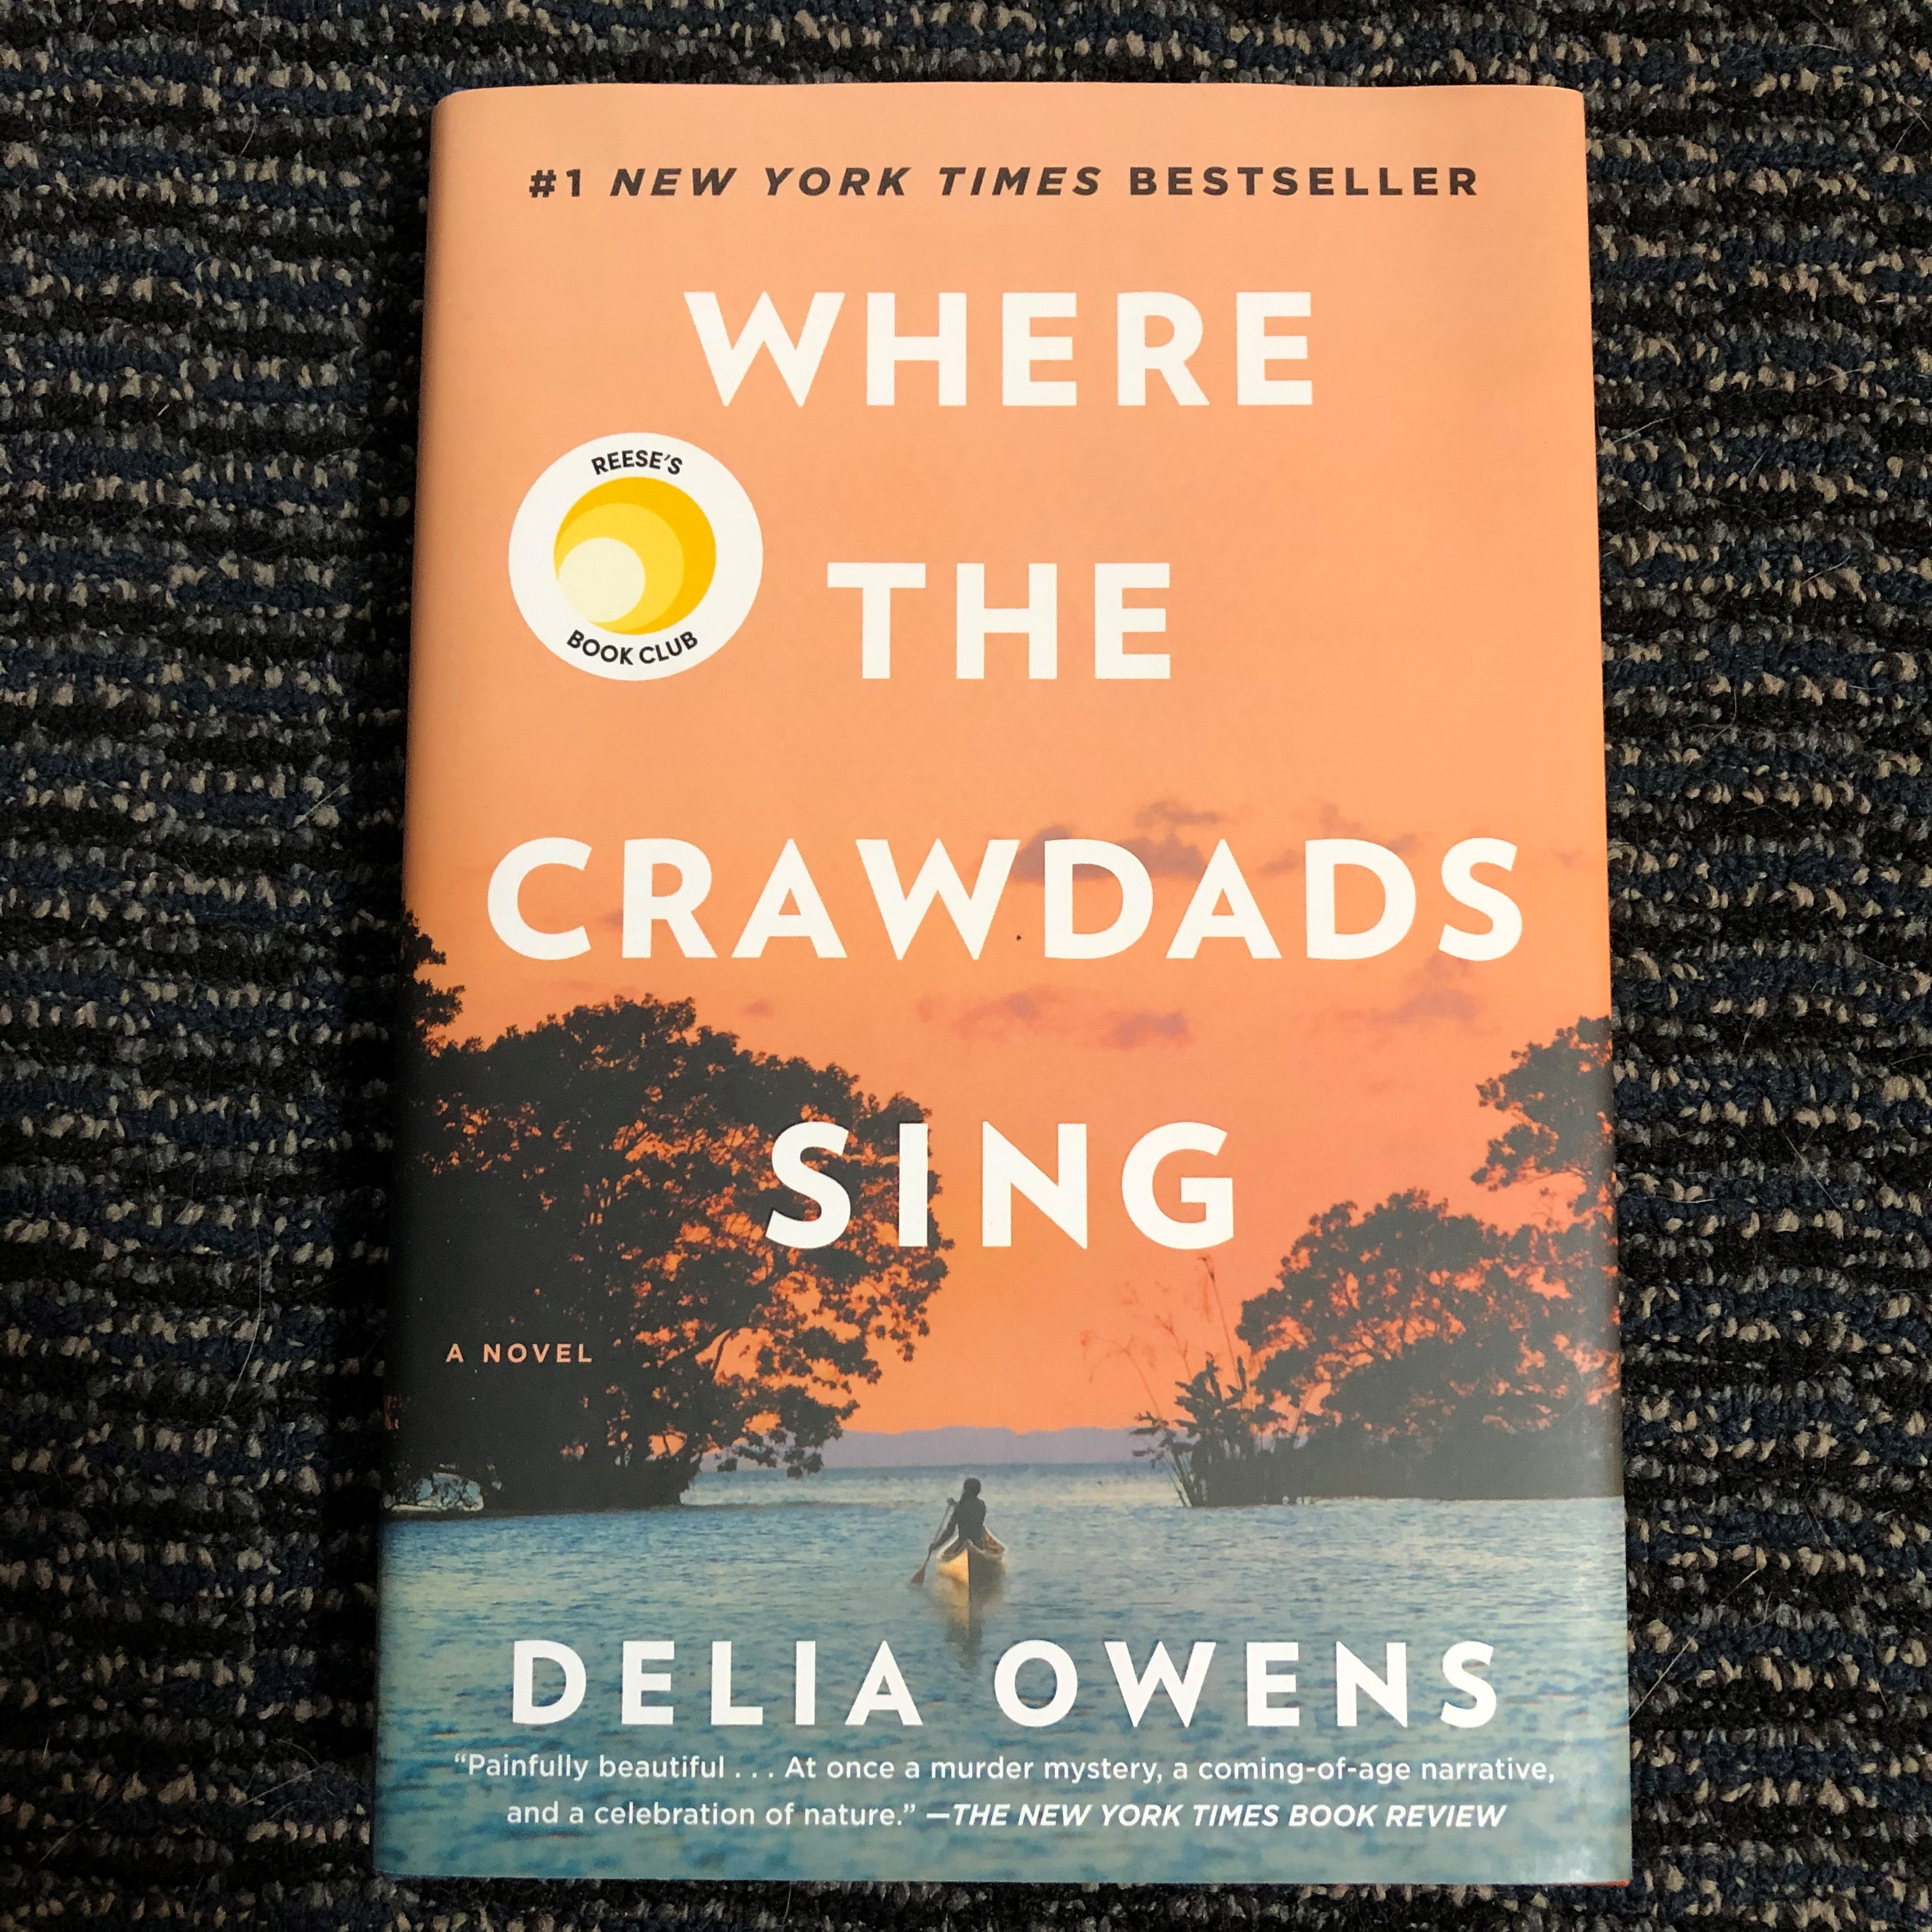 #1 NEW YORK TIMES BESTSELLER
WHERE
REESE'S
BOOK CLUB
THE
CRAWDADS
SING
A NOVEL
DELIA OWENS
“Painfully beautiful . . . At once a murder mystery, a coming-of-age narrative,
and a celebration of nature.” —THE NEW YORK TIMES BOOK REVIEW